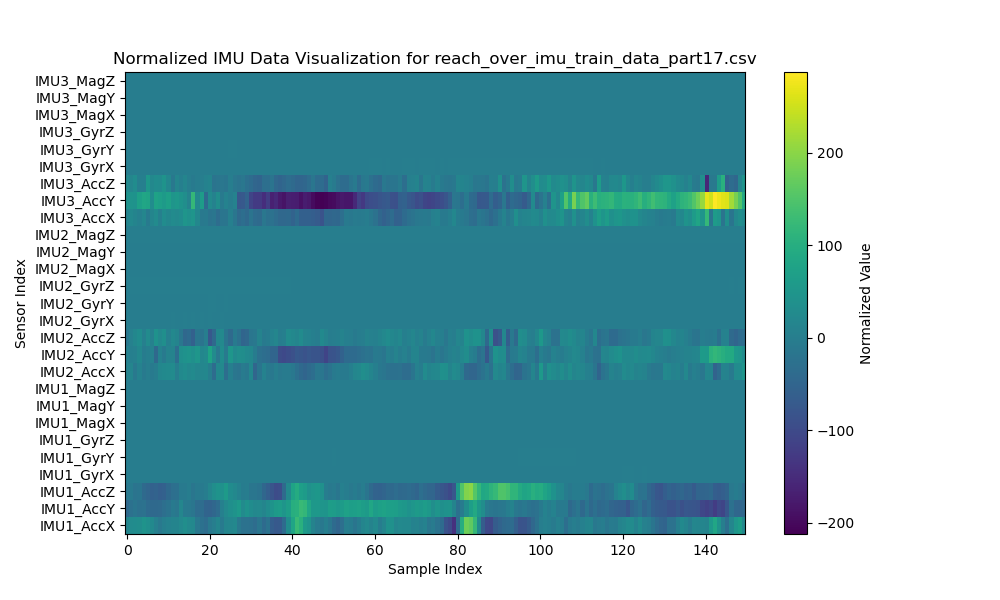 Normalized IMU Data Visualization for reach_over_imu_train_data_part17.csv
IMU3_MagZ
IMU3_MagY
IMU3_MagX
IMU3_GyrZ
IMU3_GyrY
IMU3_GyrX
IMU3_AccZ
IMU3_AccY
IMU3_AccX
IMU2_MagZ
IMU2_MagY
IMU2_MagX
IMU2_GyrZ
IMU2_GyrY
IMU2_GyrX
IMU2_AccZ
IMU2_AccY
IMU2_AccX
IMU1_MagZ
IMU1_MagY
IMU1_MagX
IMU1_GyrZ
IMU1_GyrY
IMU1_GyrX
IMU1_AccZ
IMU1_AccY
IMU1_AccX
Sensor Index
0 20 40 60 80 100 120 140
Sample Index
200
100
0
−100
−200
Normalized Value